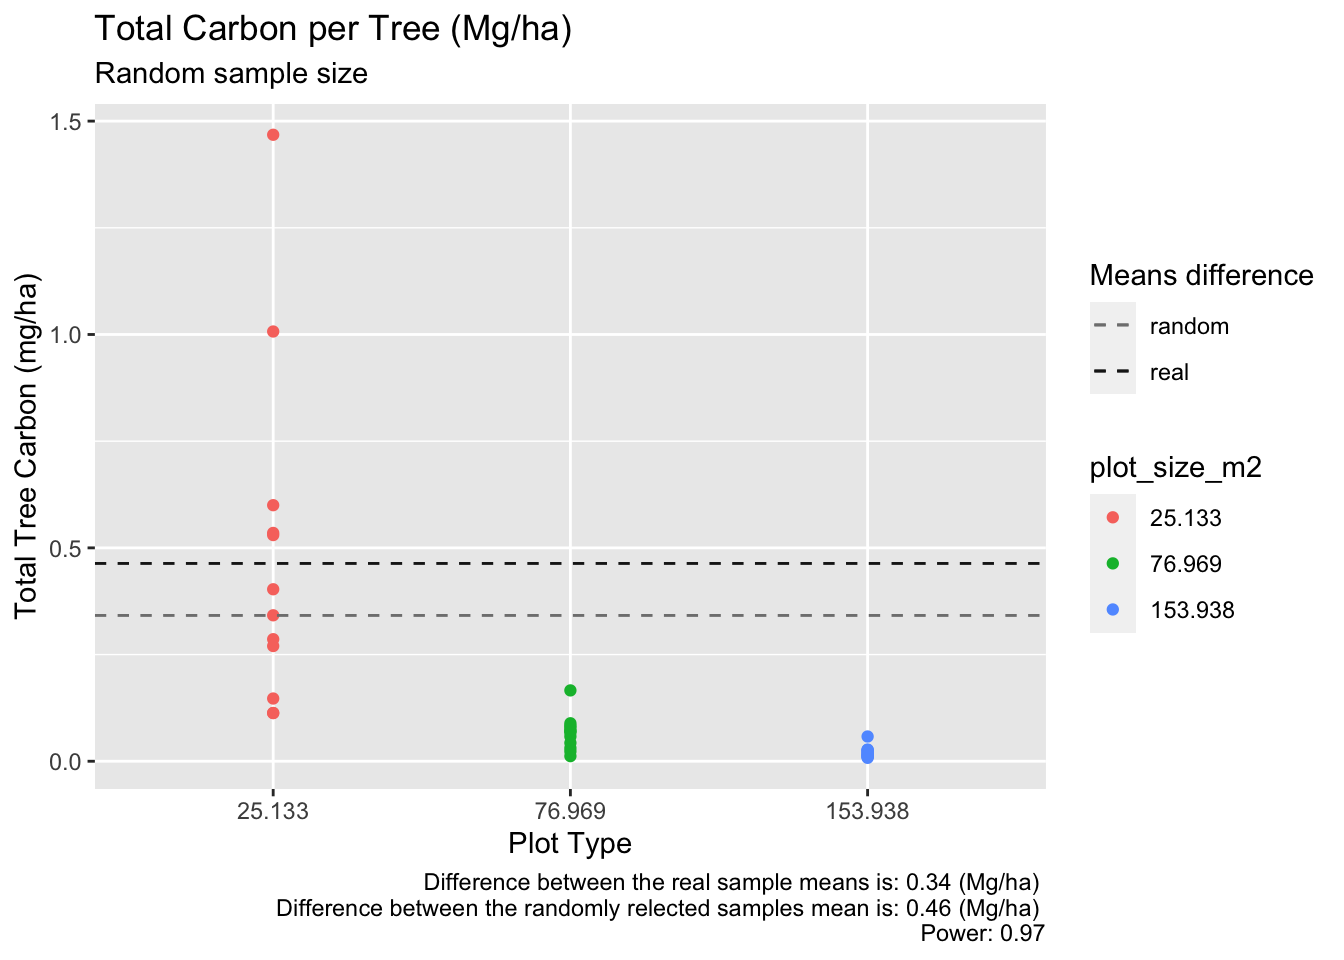 Total Carbon per Tree (Mg/ha)
Random sample size
Total Tree Carbon (mg/ha)
1.5
1.0
0.5
0.0
25.133
76.969
153.938
Plot Type
Means difference
random
real
plot_size_m2
25.133
76.969
153.938
Difference between the real sample means is: 0.34 (Mg/ha)
Difference between the randomly relected samples mean is: 0.46 (Mg/ha)
Power: 0.97